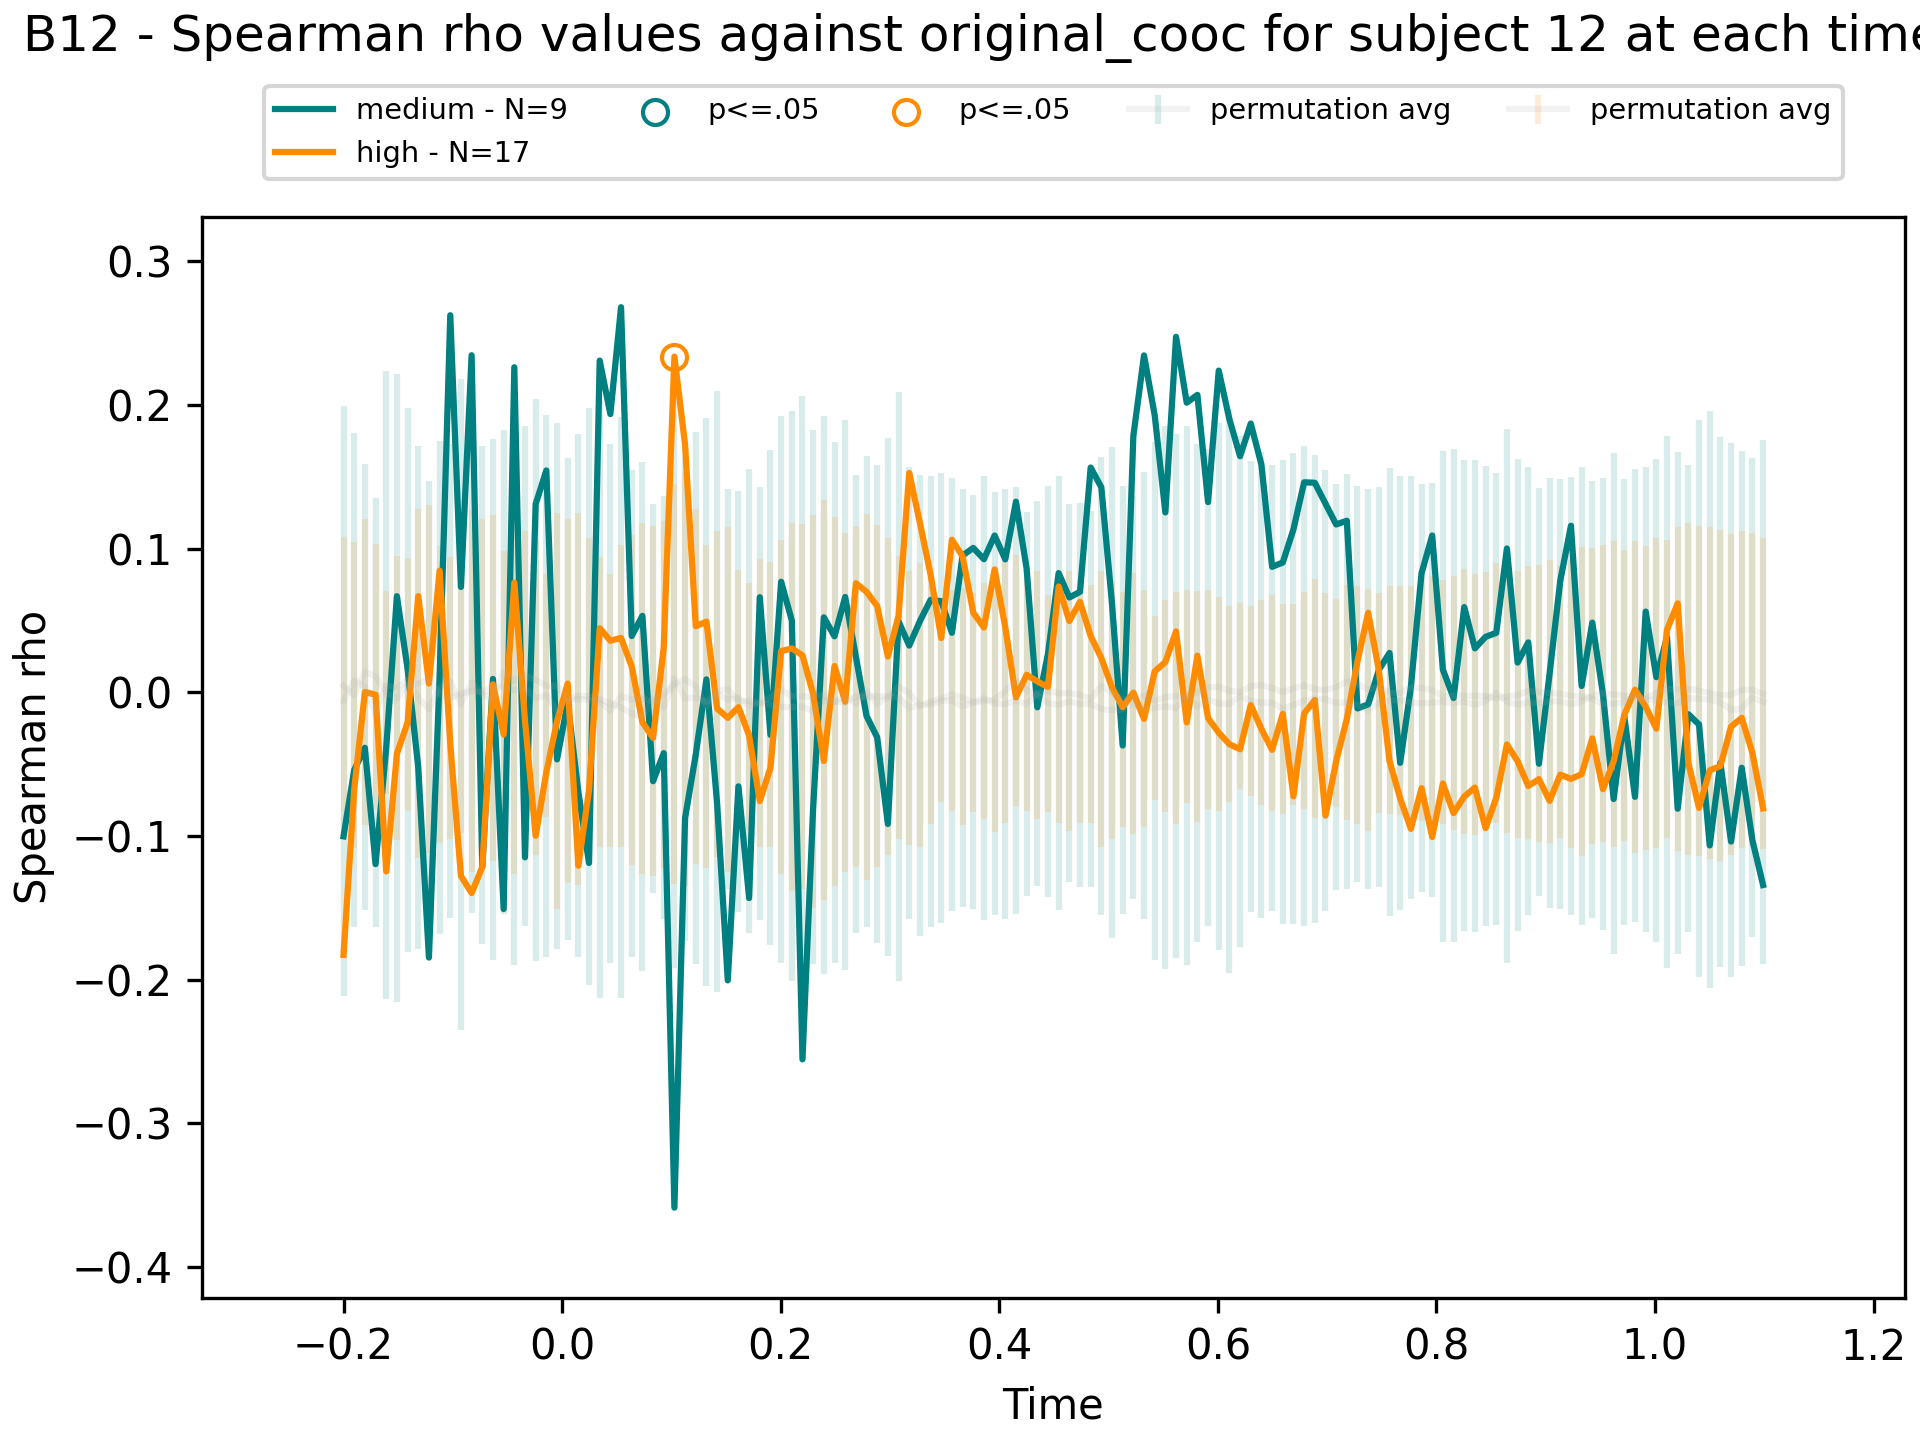 B12 - Spearman rho values against original_cooc for subject 12 at each time
medium - N=9
high - N=17
p<=.05
p<=.05
permutation avg
permutation avg
0.3
0.2
0.1
0.0
−0.1
−0.2
−0.3
−0.4
Spearman rho
−0.2
0.0
0.2
0.4
0.6
0.8
1.0
1.2
Time